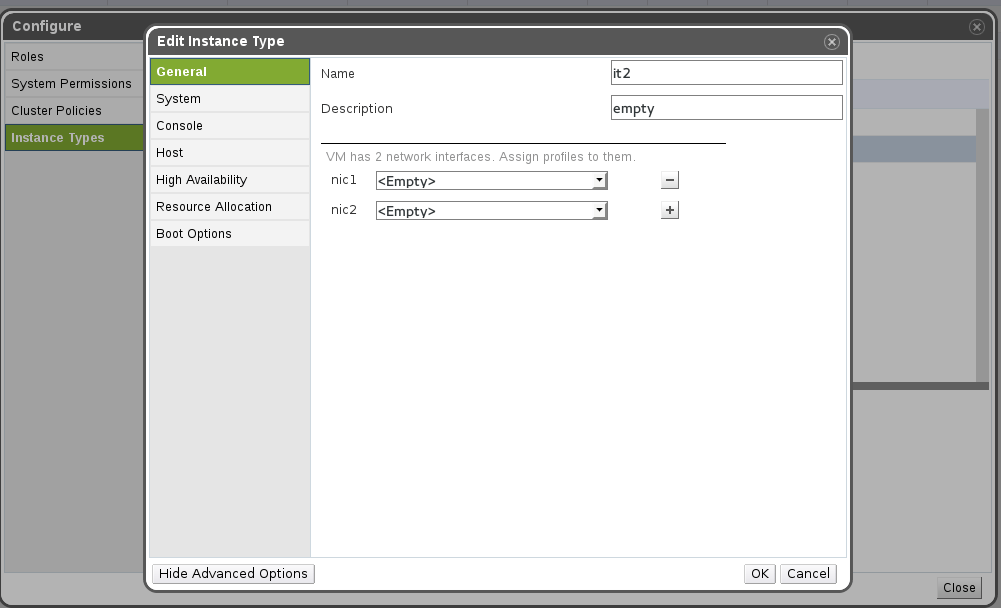 Configure
Edit Instance Type
Roles
System Permissions
Cluster Policies
Instance Types
General
System
Console
Host
High Availability
Resource Allocation
Boot Options
Name it2
Description empty
VM has 2 network interfaces. Assign profiles to them.
nic1 <Empty>
nic2 <Empty>
Hide Advanced Options
OK Cancel
Close